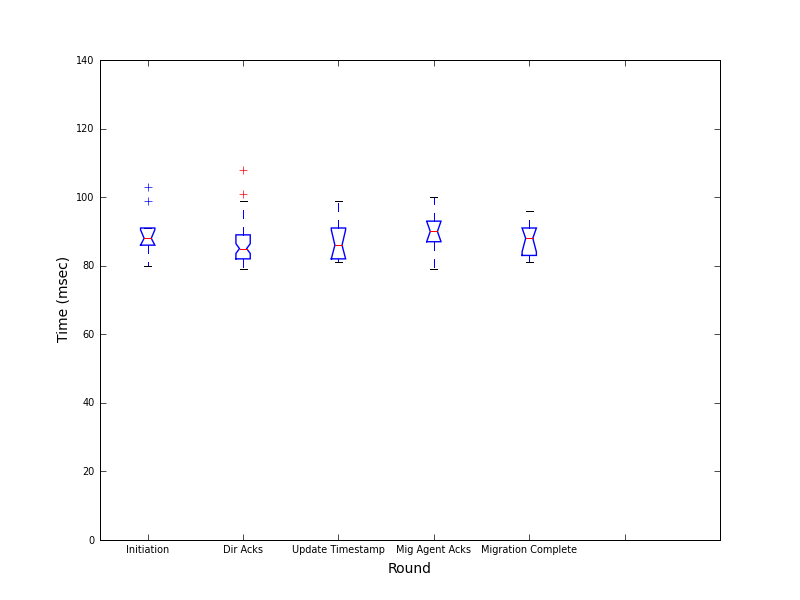 140
120
100
80
60
40
20
0
Time (msec)
Initiation Dir Acks Update Timestamp Mig Agent Acks Migration Complete
Round